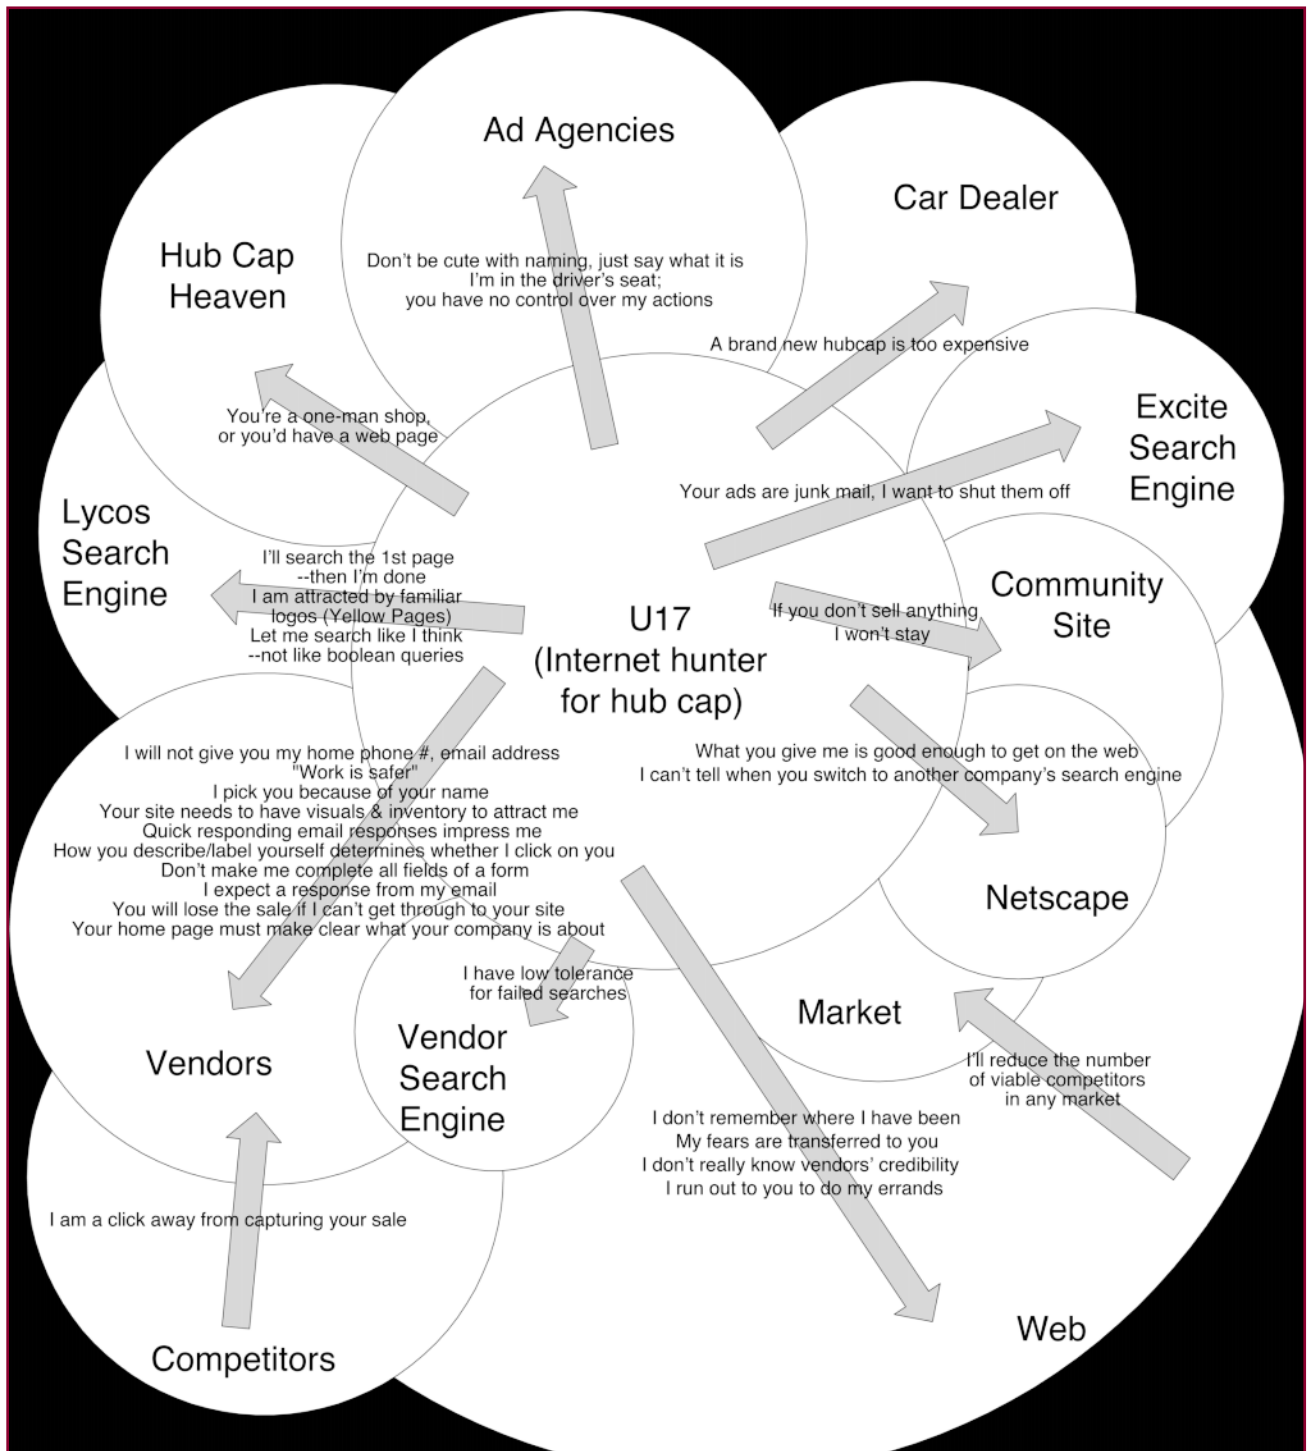 Ad Agencies
Car Dealer
Hub Cap
Heaven
Don't be cute with naming, just say what it is
I'm in the driver's seat;
you have no control over my actions
A brand new hubcap is too expensive
You're a one-man shop,
or you'd have a web page
Excite
Search
Engine
Your ads are junk mail, I want to shut them off
Lycos
Search
Engine
I'll search the 1st page
--then I'm done
I am attracted by familiar
logos (Yellow Pages)
Let me search like I think
--not like boolean queries
Community
Site
If you don't sell anything
I won't stay
U17
(Internet hunter
for hub cap)
What you give me is good enough to get on the web
I can't tell when you switch to another company's search engine
Netscape
I will not give you my home phone #, email address
"Work is safer"
I pick you because of your name
Your site needs to have visuals & inventory to attract me
Quick responding email responses impress me
How you describe/label yourself determines whether I click on you
Don't make me complete all fields of a form
I expect a response from my email
You will lose the sale if I can't get through to your site
Your home page must make clear what your company is about
I have low tolerance
for failed searches
Vendors
Vendor
Search
Engine
Market
I'll reduce the number
of viable competitors
in any market
I don't remember where I have been
My fears are transferred to you
I don't really know vendors' credibility
I run out to you to do my errands
I am a click away from capturing your sale
Competitors
Web